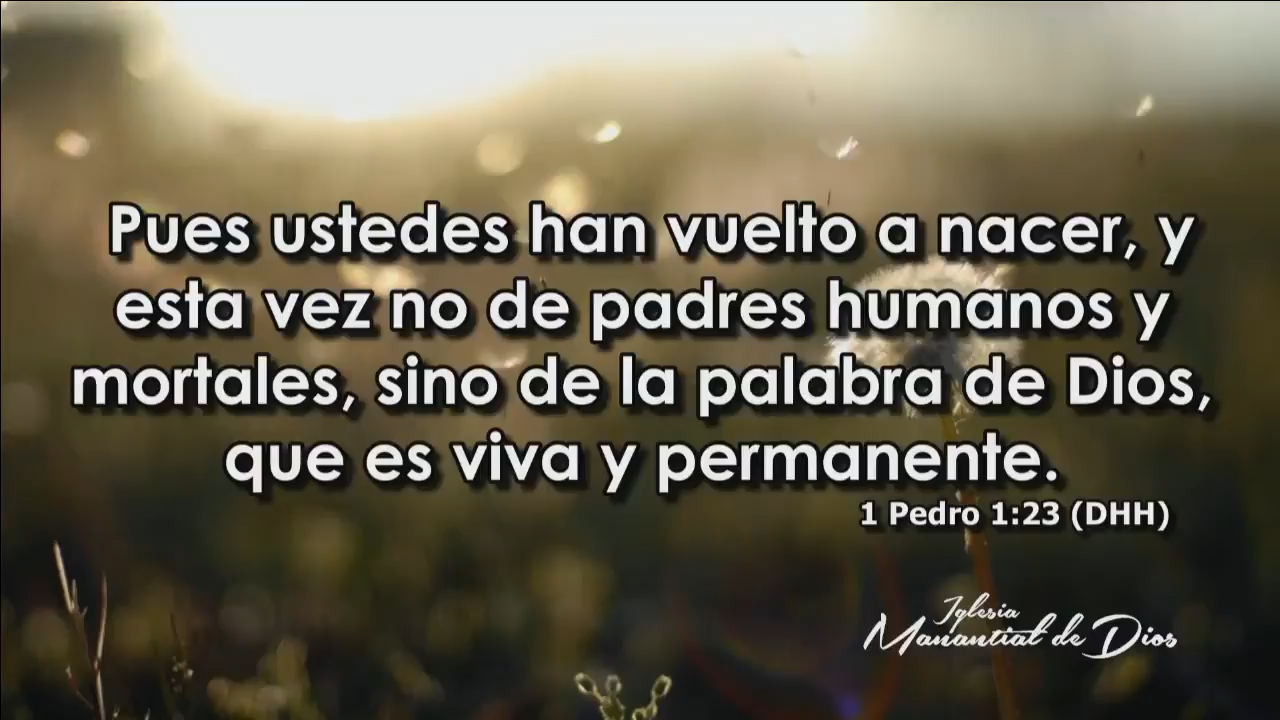 Pues ustedes han vuelto a nacer, y
esta vez no de padres humanos y
mortales, sino de la palabra de Dios,
que es viva y permanente.
1 Pedro 1:23 (DHH)
Iglesia
Manantial de Dios